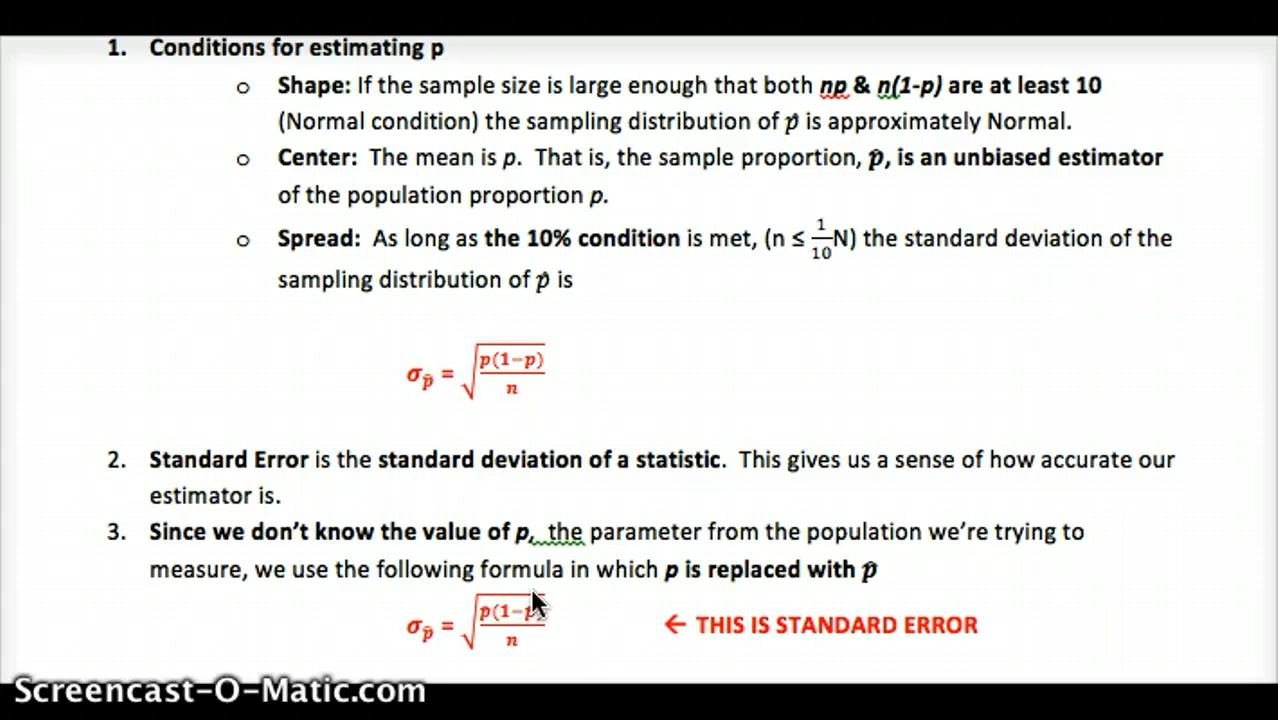 1. Conditions for estimating p
o Shape: If the sample size is large enough that both np & n(1-p) are at least 10
(Normal condition) the sampling distribution of p̂ is approximately Normal.
o Center: The mean is p. That is, the sample proportion, p̂, is an unbiased estimator
of the population proportion p.
o Spread: As long as the 10% condition is met, (n ≤ 1/10 N) the standard deviation of the
sampling distribution of p̂ is
σp̂ = √(p(1−p)/n)
2. Standard Error is the standard deviation of a statistic. This gives us a sense of how accurate our
estimator is.
3. Since we don't know the value of p, the parameter from the population we're trying to
measure, we use the following formula in which p is replaced with p̂
σp̂ = √(p(1−p)/n) ← THIS IS STANDARD ERROR
Screencast-O-Matic.com